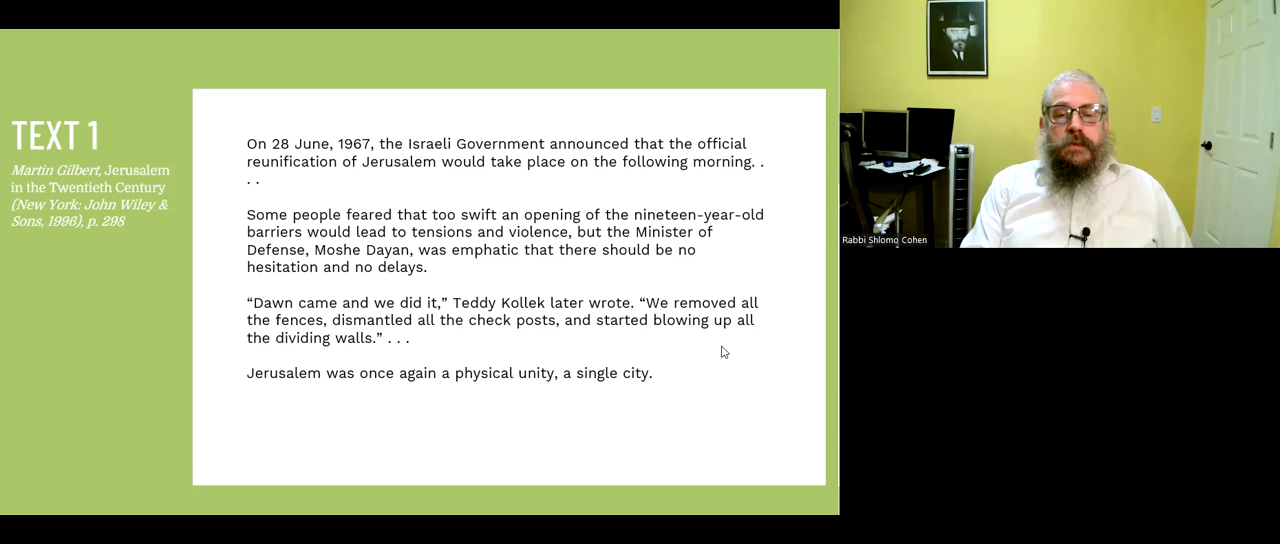 TEXT 1
Martin Gilbert, Jerusalem
in the Twentieth Century
(New York: John Wiley &
Sons, 1996), p. 298
On 28 June, 1967, the Israeli Government announced that the official
reunification of Jerusalem would take place on the following morning. .
. .
Some people feared that too swift an opening of the nineteen-year-old
barriers would lead to tensions and violence, but the Minister of
Defense, Moshe Dayan, was emphatic that there should be no
hesitation and no delays.
“Dawn came and we did it,” Teddy Kollek later wrote. “We removed all
the fences, dismantled all the check posts, and started blowing up all
the dividing walls.” . . .
Jerusalem was once again a physical unity, a single city.
Rabbi Shlomo Cohen